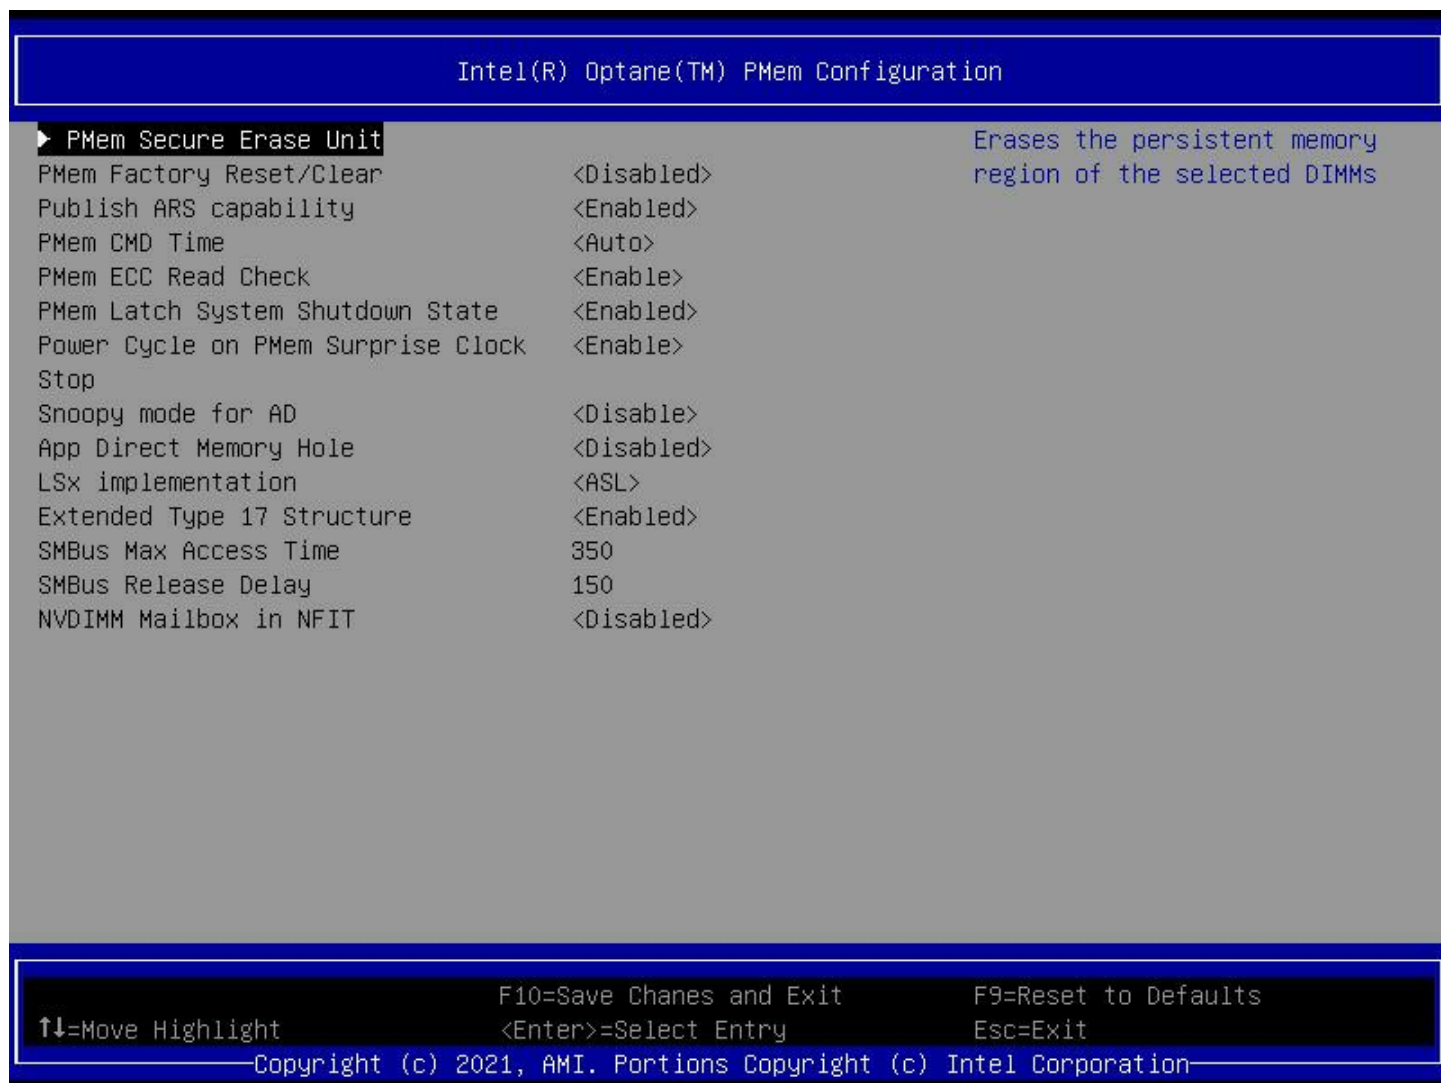 Intel(R) Optane(TM) PMem Configuration
▶ PMem Secure Erase Unit Erases the persistent memory
PMem Factory Reset/Clear <Disabled> region of the selected DIMMs
Publish ARS capability <Enabled>
PMem CMD Time <Auto>
PMem ECC Read Check <Enable>
PMem Latch System Shutdown State <Enabled>
Power Cycle on PMem Surprise Clock <Enable>
Stop
Snoopy mode for AD <Disable>
App Direct Memory Hole <Disabled>
LSx implementation <ASL>
Extended Type 17 Structure <Enabled>
SMBus Max Access Time 350
SMBus Release Delay 150
NVDIMM Mailbox in NFIT <Disabled>
F10=Save Chanes and Exit F9=Reset to Defaults
↑↓=Move Highlight <Enter>=Select Entry Esc=Exit
Copyright (c) 2021, AMI. Portions Copyright (c) Intel Corporation